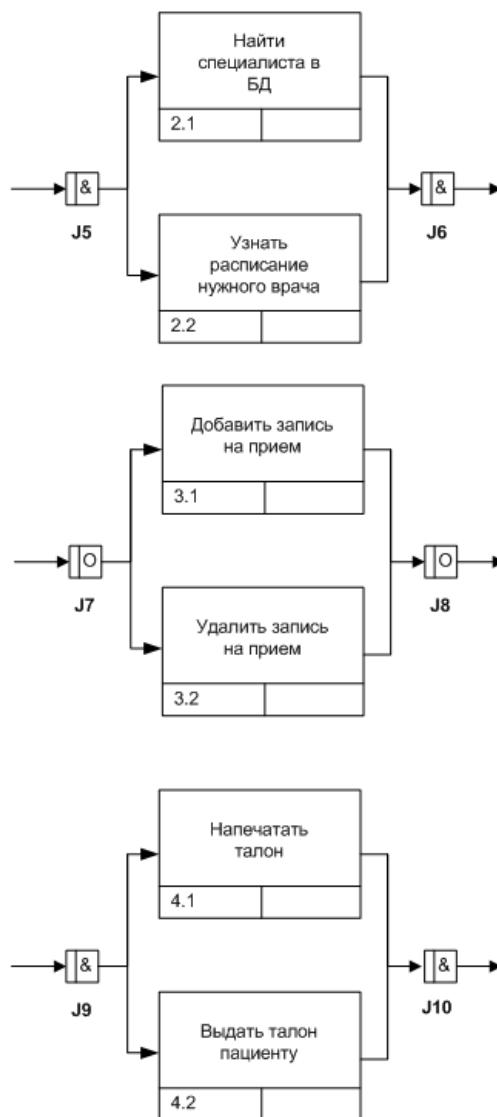 Найти
специалиста в
БД
2.1
&
&
J5
J6
Узнать
расписание
нужного врача
2.2
Добавить запись
на прием
3.1
O
O
J7
J8
Удалить запись
на прием
3.2
Напечатать
талон
4.1
&
&
J9
J10
Выдать талон
пациенту
4.2